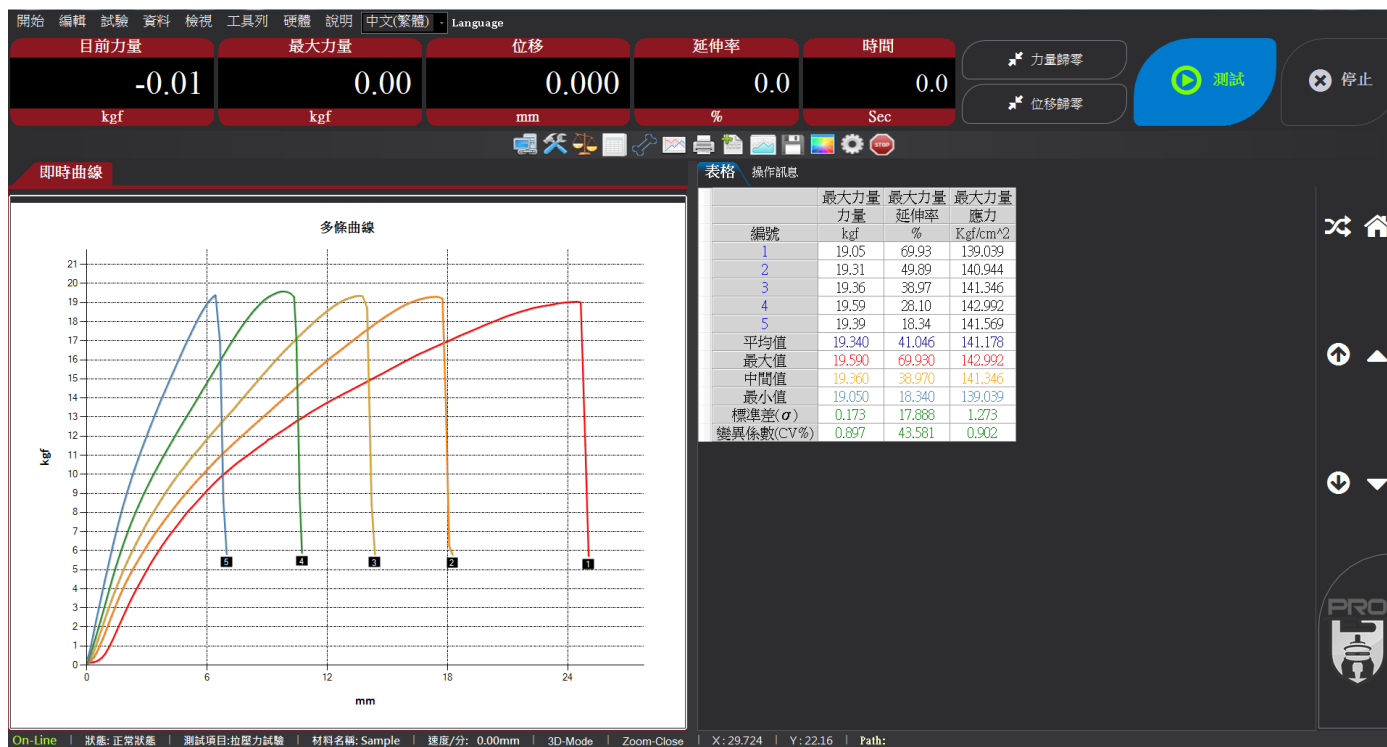 開始 編輯 試驗 資料 檢視 工具列 硬體 說明 中文(繁體) Language
目前力量 最大力量 位移 延伸率 時間
-0.01 0.00 0.000 0.0 0.0
kgf kgf mm % Sec
力量歸零
位移歸零
測試
停止
STOP
即時曲線
多條曲線
21
20
19
18
17
16
15
14
13
12
11
10
9
8
7
6
5
4
3
2
1
0
kgf
5 4 3 2 1
0 6 12 18 24
mm
表格 操作訊息
最大力量 最大力量 最大力量
力量 延伸率 應力
編號 kgf % Kgf/cm^2
1 19.05 69.93 139.039
2 19.31 49.89 140.944
3 19.36 38.97 141.346
4 19.59 28.10 142.992
5 19.39 18.34 141.569
平均值 19.340 41.046 141.178
最大值 19.590 69.930 142.992
中間值 19.360 38.970 141.346
最小值 19.050 18.340 139.039
標準差(σ) 0.173 17.888 1.273
變異係數(CV%) 0.897 43.581 0.902
PRO
On-Line | 狀態: 正常狀態 | 測試項目:拉壓力試驗 | 材料名稱: Sample | 速度/分: 0.00mm | 3D-Mode | Zoom-Close | X : 29.724 | Y : 22.16 | Path: